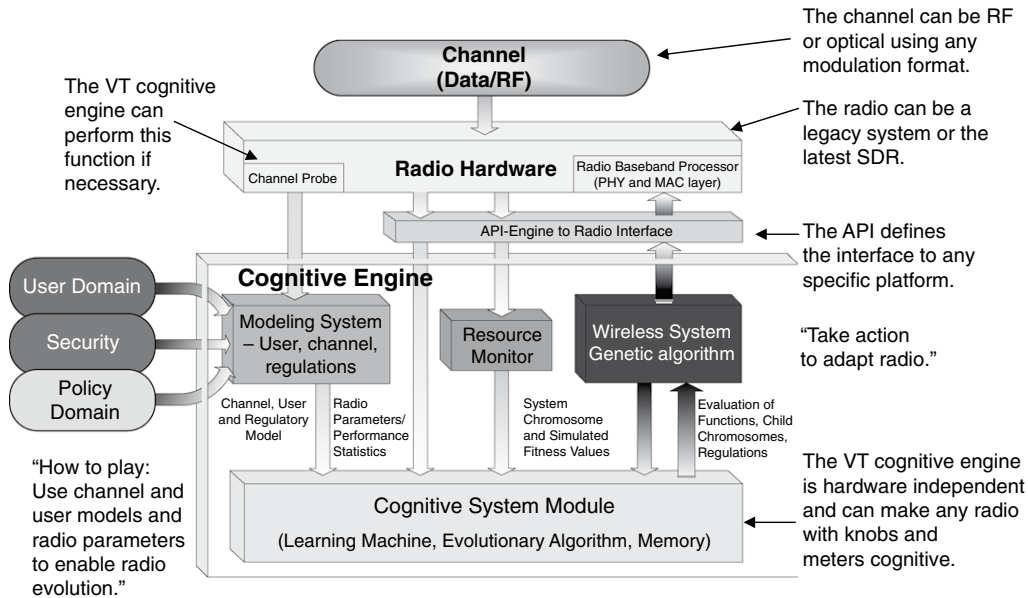 Channel
(Data/RF)
The channel can be RF
or optical using any
modulation format.
The VT cognitive
engine can
perform this
function if
necessary.
The radio can be a
legacy system or the
latest SDR.
Radio Hardware
Channel Probe
Radio Baseband Processor
(PHY and MAC layer)
API-Engine to Radio Interface
The API defines
the interface to any
specific platform.
Cognitive Engine
User Domain
Security
Policy
Domain
Modeling System
– User, channel,
regulations
Resource
Monitor
Wireless System
Genetic algorithm
“Take action
to adapt radio.”
Channel, User
and Regulatory
Model
Radio
Parameters/
Performance
Statistics
System
Chromosome
and Simulated
Fitness Values
Evaluation of
Functions, Child
Chromosomes,
Regulations
“How to play:
Use channel and
user models and
radio parameters
to enable radio
evolution.”
Cognitive System Module
(Learning Machine, Evolutionary Algorithm, Memory)
The VT cognitive engine
is hardware independent
and can make any radio
with knobs and
meters cognitive.